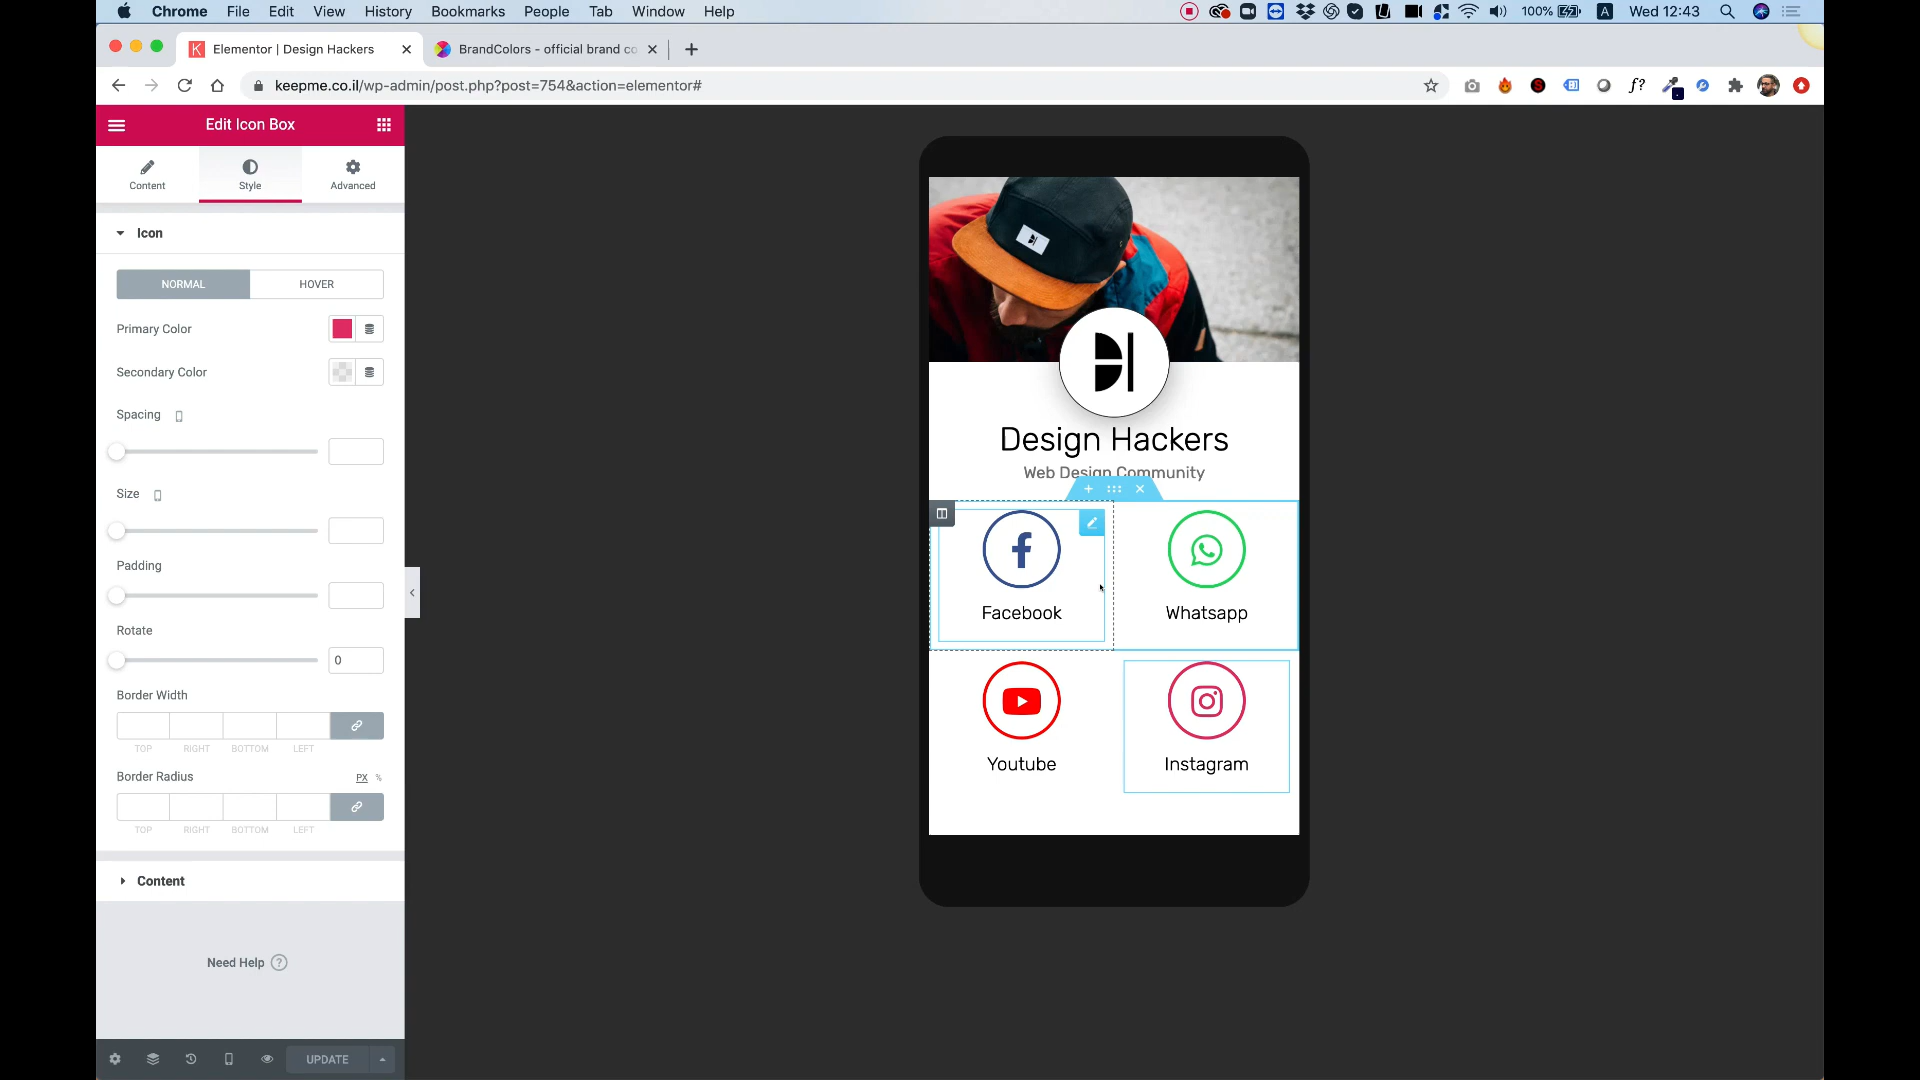 Chrome File Edit View History Bookmarks People Tab Window Help
100% A Wed 12:43
Elementor | Design Hackers
BrandColors - official brand co
keepme.co.il/wp-admin/post.php?post=754&action=elementor#
f?
Edit Icon Box
Content Style Advanced
Icon
NORMAL HOVER
Primary Color
Secondary Color
Spacing
Size
Padding
Rotate
0
Border Width
TOP RIGHT BOTTOM LEFT
Border Radius PX %
TOP RIGHT BOTTOM LEFT
Content
Need Help ?
UPDATE
Design Hackers
Web Design Community
Facebook
Whatsapp
Youtube
Instagram